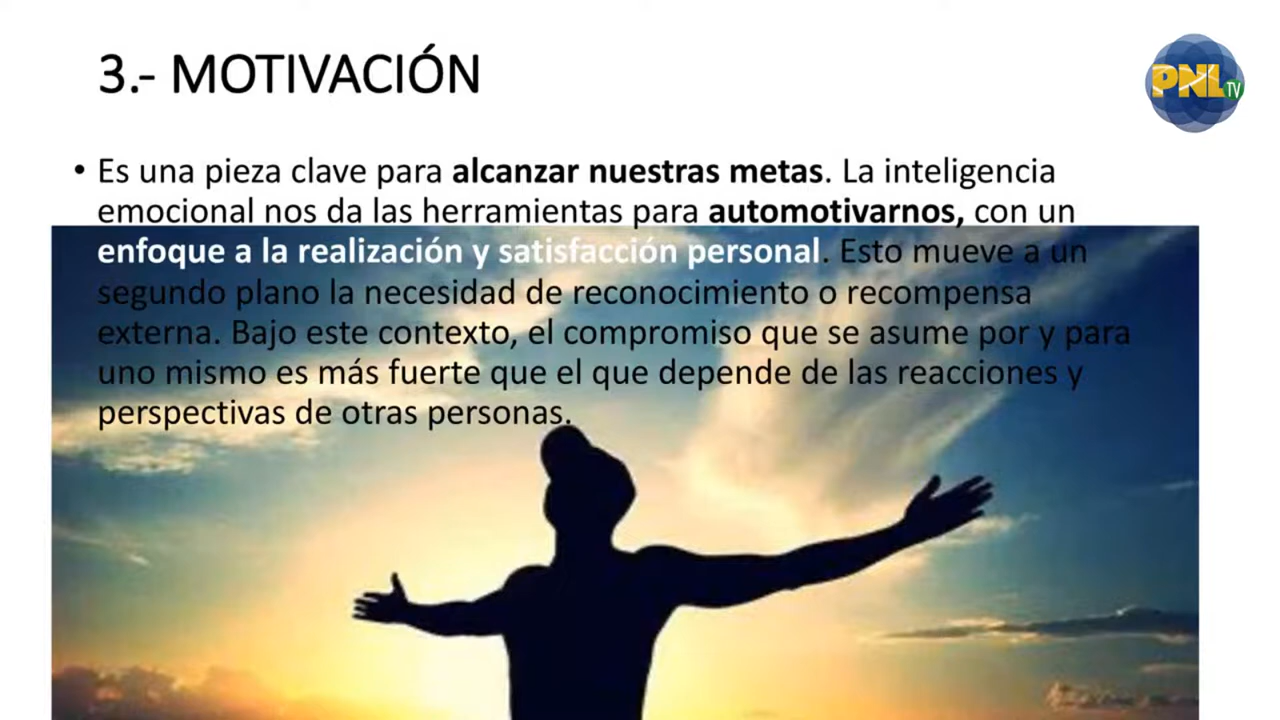 3.- MOTIVACIÓN
PNL TV
• Es una pieza clave para alcanzar nuestras metas. La inteligencia
emocional nos da las herramientas para automotivarnos, con un
enfoque a la realización y satisfacción personal. Esto mueve a un
segundo plano la necesidad de reconocimiento o recompensa
externa. Bajo este contexto, el compromiso que se asume por y para
uno mismo es más fuerte que el que depende de las reacciones y
perspectivas de otras personas.